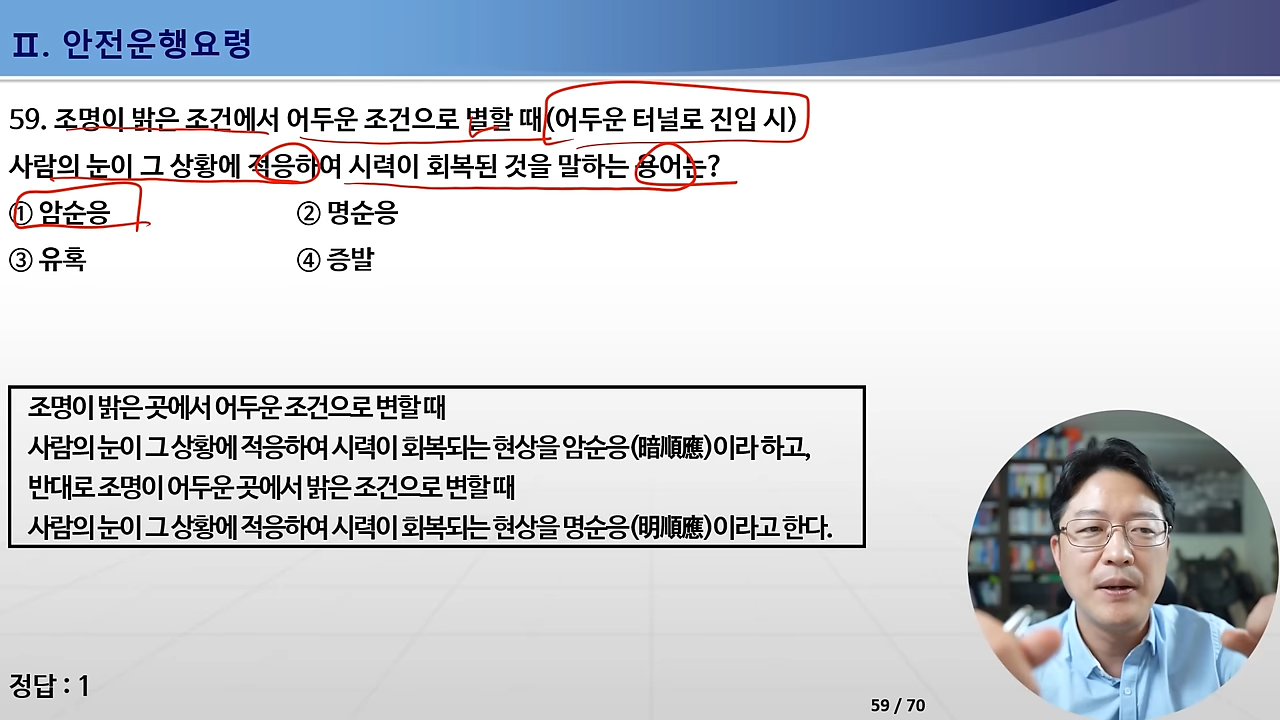 Ⅱ. 안전운행요령
59. 조명이 밝은 조건에서 어두운 조건으로 별할 때(어두운 터널로 진입 시)
사람의 눈이 그 상황에 적응하여 시력이 회복된 것을 말하는 용어는?
① 암순응 ② 명순응
③ 유혹 ④ 증발
조명이 밝은 곳에서 어두운 조건으로 변할 때
사람의 눈이 그 상황에 적응하여 시력이 회복되는 현상을 암순응(暗順應)이라 하고,
반대로 조명이 어두운 곳에서 밝은 조건으로 변할 때
사람의 눈이 그 상황에 적응하여 시력이 회복되는 현상을 명순응(明順應)이라고 한다.
정답 : 1
59 / 70